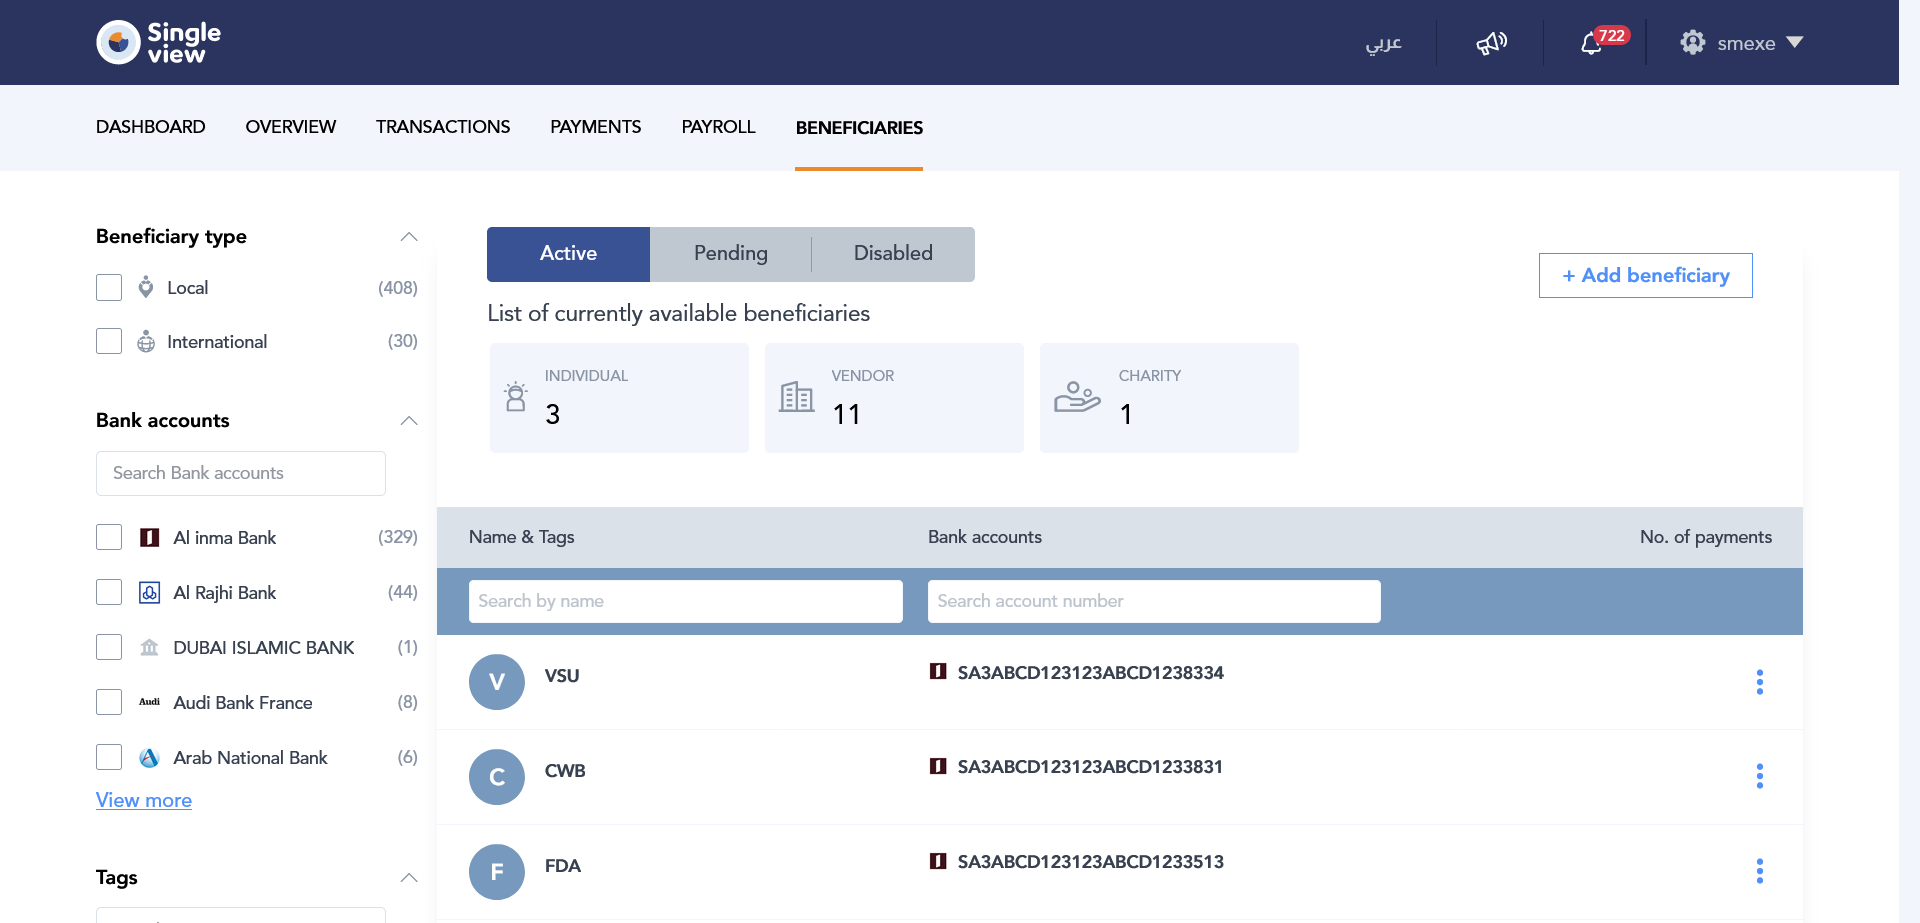 Single
view
عربي
722
smexe
DASHBOARD
OVERVIEW
TRANSACTIONS
PAYMENTS
PAYROLL
BENEFICIARIES
Beneficiary type
Local
(408)
International
(30)
Bank accounts
Search Bank accounts
Al inma Bank
(329)
Al Rajhi Bank
(44)
DUBAI ISLAMIC BANK
(1)
Audi
Audi Bank France
(8)
Arab National Bank
(6)
View more
Tags
Active
Pending
Disabled
+ Add beneficiary
List of currently available beneficiaries
INDIVIDUAL
3
VENDOR
11
CHARITY
1
Name & Tags
Bank accounts
No. of payments
Search by name
Search account number
V
VSU
SA3ABCD123123ABCD1238334
C
CWB
SA3ABCD123123ABCD1233831
F
FDA
SA3ABCD123123ABCD1233513